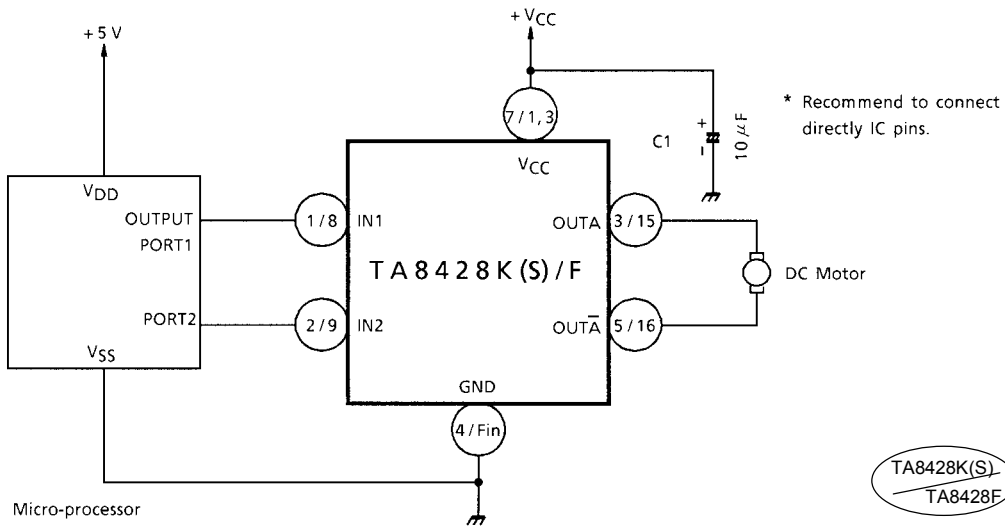 + VCC
+ 5 V
7 / 1, 3
* Recommend to connect
directly IC pins.
C1
+
-
10 μF
VCC
VDD
OUTPUT
PORT1
1 / 8
IN1
OUTA
3 / 15
TA8428K(S)/F
DC Motor
PORT2
2 / 9
IN2
OUTA̅
5 / 16
VSS
GND
4 / Fin
Micro-processor
TA8428K(S)
TA8428F